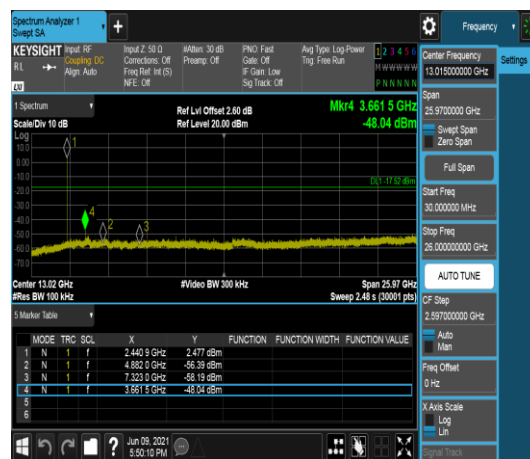 Spectrum Analyzer 1
Swept SA
+
Frequency
KEYSIGHT
RL
LXI
Input: RF
Coupling: DC
Align: Auto
Input Z: 50 Ω
Corrections: Off
Freq Ref: Int (S)
NFE: Off
#Atten: 30 dB
Preamp: Off
PNO: Fast
Gate: Off
IF Gain: Low
Sig Track: Off
Avg Type: Log-Power
Trig: Free Run
1 2 3 4 5 6
M W W W W W
P N N N N N
1 Spectrum
Scale/Div 10 dB
Ref Lvl Offset 2.60 dB
Ref Level 20.00 dBm
Mkr4 3.661 5 GHz
-48.04 dBm
Log
10.0
0.00
-10.0
-20.0
-30.0
-40.0
-50.0
-60.0
-70.0
1
4
2
3
DL1 -17.52 dBm
Center 13.02 GHz
#Res BW 100 kHz
#Video BW 300 kHz
Span 25.97 GHz
Sweep 2.48 s (30001 pts)
5 Marker Table
MODE TRC SCL X Y FUNCTION FUNCTION WIDTH FUNCTION VALUE
1 N 1 f 2.440 9 GHz 2.477 dBm
2 N 1 f 4.882 0 GHz -56.39 dBm
3 N 1 f 7.323 0 GHz -58.19 dBm
4 N 1 f 3.661 5 GHz -48.04 dBm
5
6
?
Jun 09, 2021
5:50:10 PM
Center Frequency
13.015000000 GHz
Settings
Span
25.9700000 GHz
Swept Span
Zero Span
Full Span
Start Freq
30.000000 MHz
Stop Freq
26.000000000 GHz
AUTO TUNE
CF Step
2.597000000 GHz
Auto
Man
Freq Offset
0 Hz
X Axis Scale
Log
Lin
Signal Track